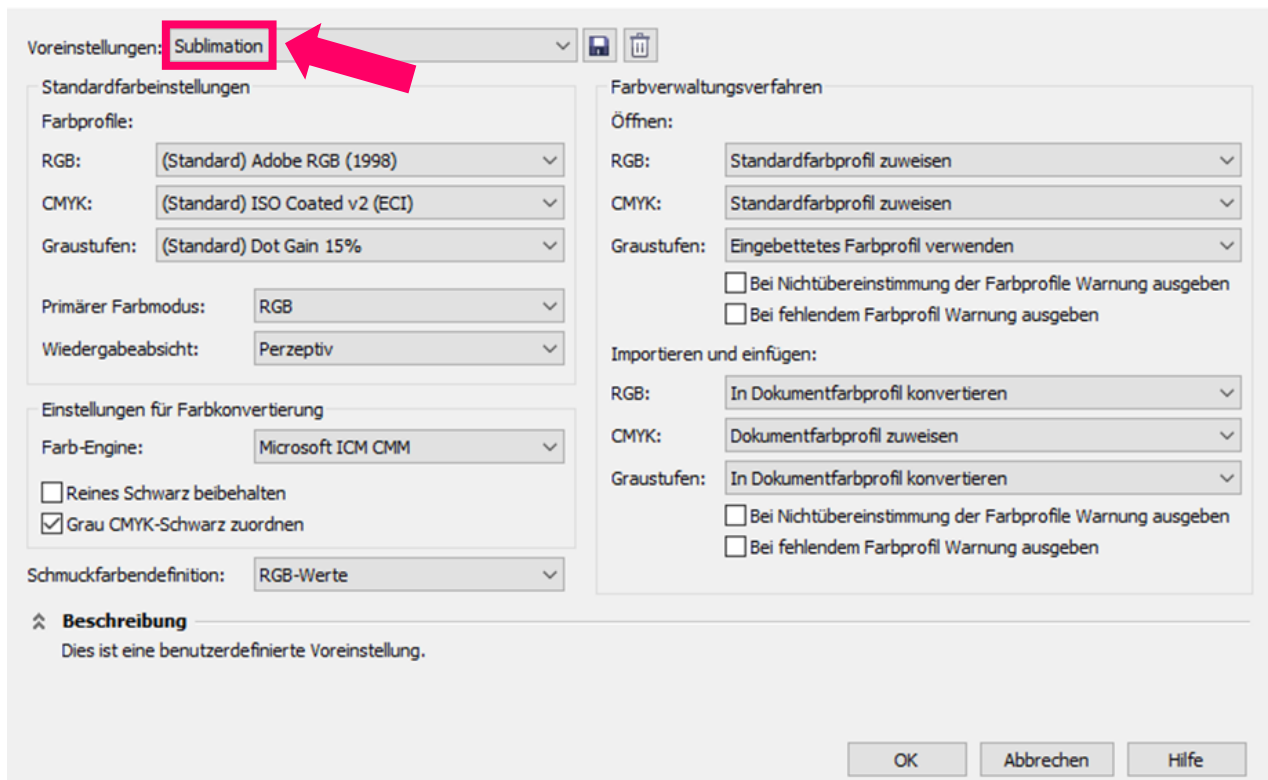 Voreinstellungen: Sublimation
Standardfarbeinstellungen
Farbprofile:
RGB: (Standard) Adobe RGB (1998)
CMYK: (Standard) ISO Coated v2 (ECI)
Graustufen: (Standard) Dot Gain 15%
Primärer Farbmodus: RGB
Wiedergabeabsicht: Perzeptiv
Einstellungen für Farbkonvertierung
Farb-Engine: Microsoft ICM CMM
Reines Schwarz beibehalten
Grau CMYK-Schwarz zuordnen
Schmuckfarbendefinition: RGB-Werte
Farbverwaltungsverfahren
Öffnen:
RGB: Standardfarbprofil zuweisen
CMYK: Standardfarbprofil zuweisen
Graustufen: Eingebettetes Farbprofil verwenden
Bei Nichtübereinstimmung der Farbprofile Warnung ausgeben
Bei fehlendem Farbprofil Warnung ausgeben
Importieren und einfügen:
RGB: In Dokumentfarbprofil konvertieren
CMYK: Dokumentfarbprofil zuweisen
Graustufen: In Dokumentfarbprofil konvertieren
Bei Nichtübereinstimmung der Farbprofile Warnung ausgeben
Bei fehlendem Farbprofil Warnung ausgeben
Beschreibung
Dies ist eine benutzerdefinierte Voreinstellung.
OK Abbrechen Hilfe